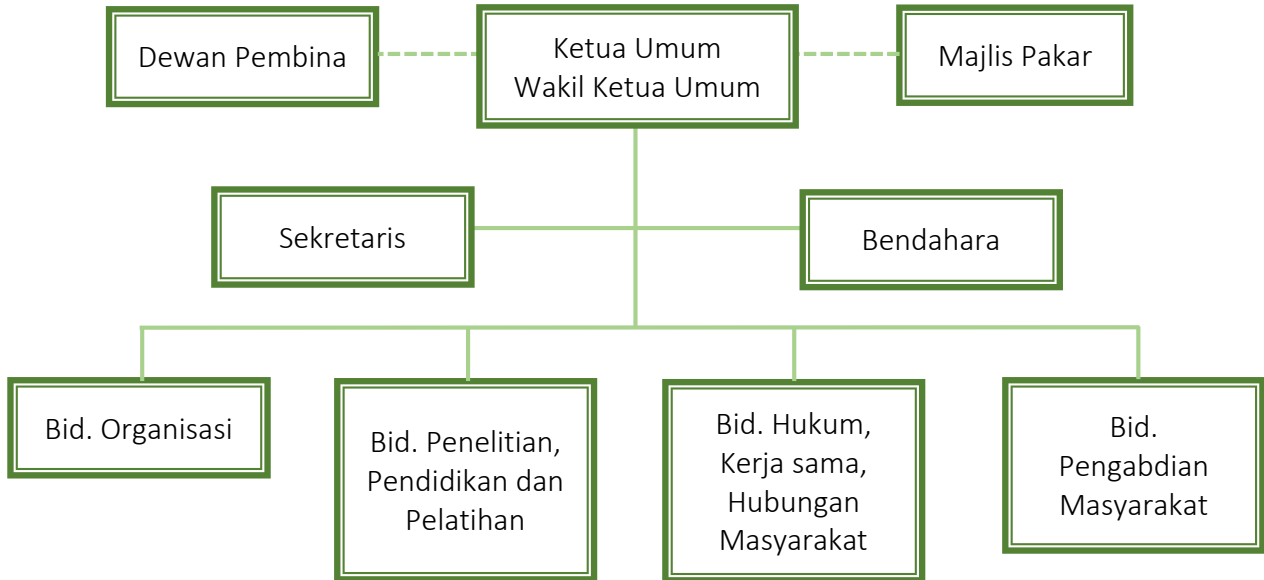 Dewan Pembina
Ketua Umum
Wakil Ketua Umum
Majlis Pakar
Sekretaris
Bendahara
Bid. Organisasi
Bid. Penelitian,
Pendidikan dan
Pelatihan
Bid. Hukum,
Kerja sama,
Hubungan
Masyarakat
Bid.
Pengabdian
Masyarakat